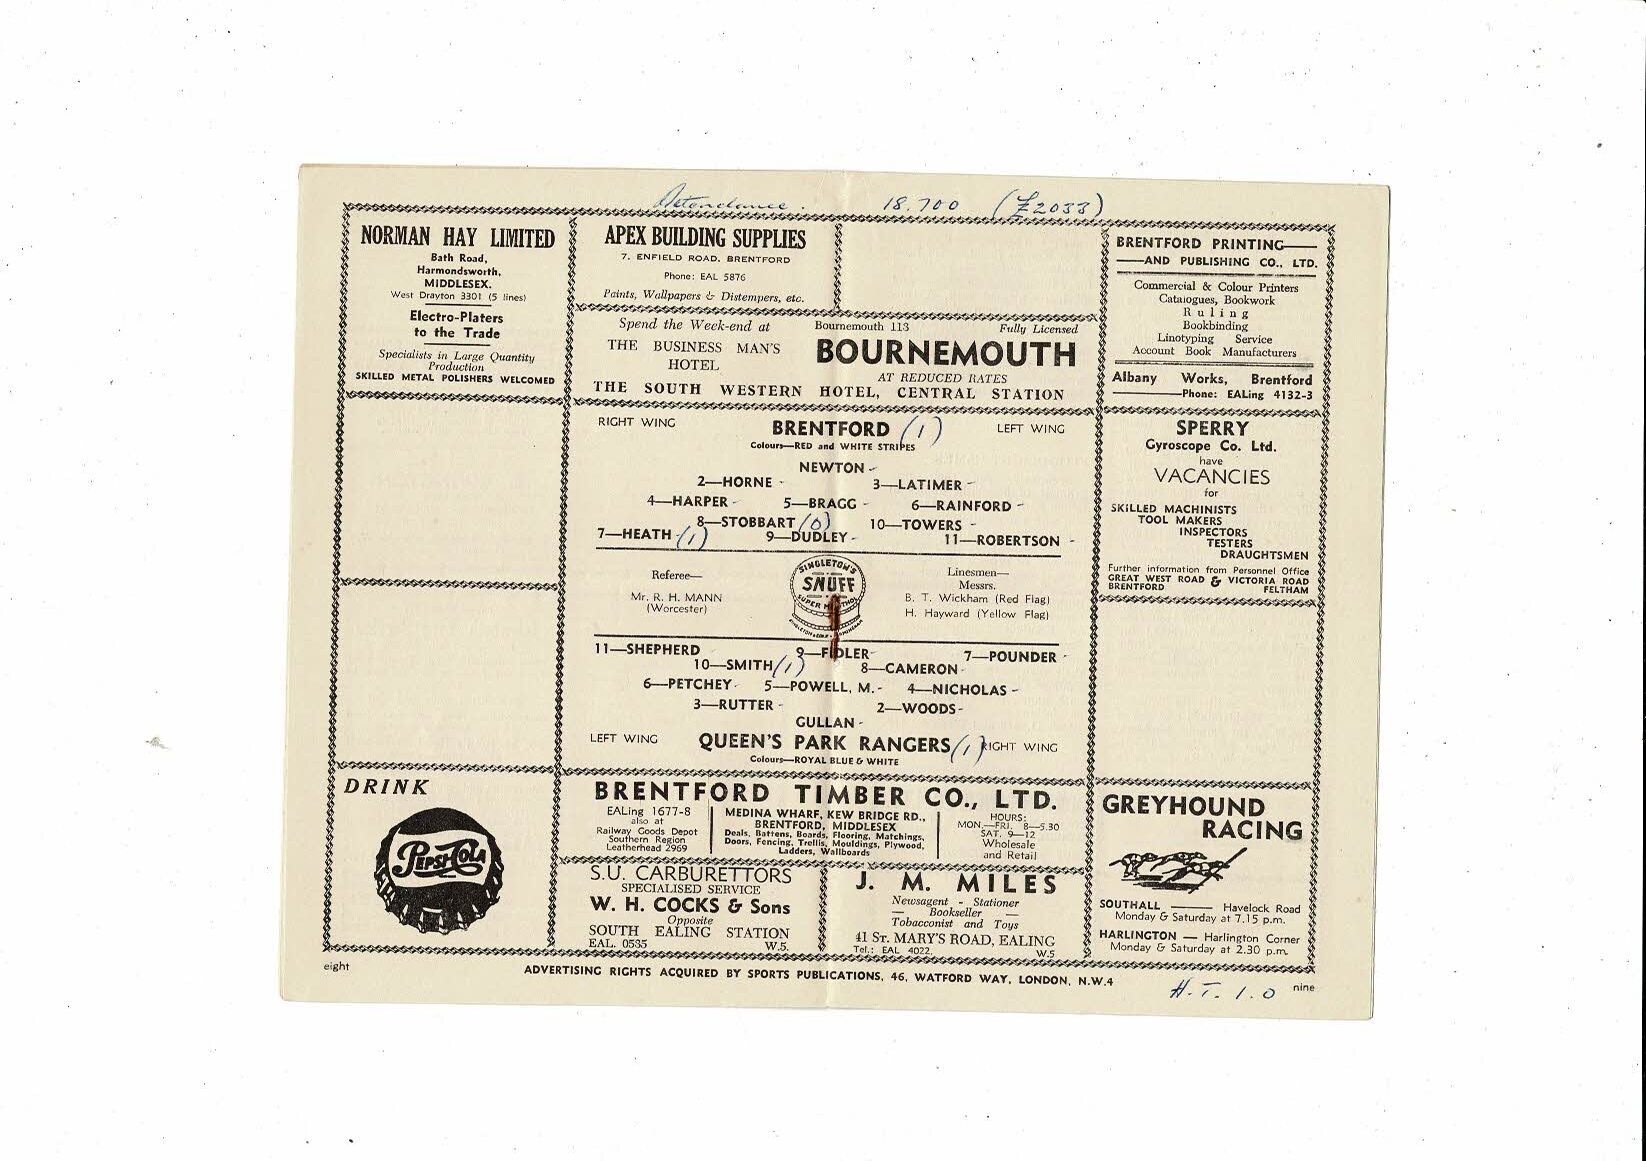 Attendance. 18.700 (£2033)
NORMAN HAY LIMITED
Bath Road,
Harmondsworth,
MIDDLESEX.
West Drayton 3301 (5 lines)
Electro-Platers
to the Trade
Specialists in Large Quantity
Production
SKILLED METAL POLISHERS WELCOMED
APEX BUILDING SUPPLIES
7, ENFIELD ROAD, BRENTFORD
Phone: EAL 5876
Paints, Wallpapers & Distempers, etc.
BRENTFORD PRINTING—
—AND PUBLISHING CO., LTD.
Commercial & Colour Printers
Catalogues, Bookwork
Ruling
Bookbinding
Linotyping Service
Account Book Manufacturers
Albany Works, Brentford
—Phone: EALing 4132-3
Spend the Week-end at Bournemouth 113 Fully Licensed
THE BUSINESS MAN'S
HOTEL
BOURNEMOUTH
AT REDUCED RATES
THE SOUTH WESTERN HOTEL, CENTRAL STATION
RIGHT WING BRENTFORD (1) LEFT WING
Colours—RED and WHITE STRIPES
NEWTON -
2—HORNE - 3—LATIMER -
4—HARPER - 5—BRAGG - 6—RAINFORD -
8—STOBBART (0) 10—TOWERS -
7—HEATH (1) 9—DUDLEY - 11—ROBERTSON -
Referee—
Mr. R. H. MANN
(Worcester)
SINGLETON'S
SNUFF
SUPER MENTHOL
Linesmen—
Messrs.
B. T. Wickham (Red Flag)
H. Hayward (Yellow Flag)
11—SHEPHERD 9—FIDLER- 7—POUNDER -
10—SMITH (1) 8—CAMERON-
6—PETCHEY- 5—POWELL, M.- 4—NICHOLAS -
3—RUTTER - 2—WOODS-
GULLAN -
LEFT WING QUEEN'S PARK RANGERS (1) RIGHT WING
Colours—ROYAL BLUE & WHITE
SPERRY
Gyroscope Co. Ltd.
have
VACANCIES
for
SKILLED MACHINISTS
TOOL MAKERS
INSPECTORS
TESTERS
DRAUGHTSMEN
Further information from Personnel Office
GREAT WEST ROAD & VICTORIA ROAD
BRENTFORD FELTHAM
DRINK
PEPSI-COLA
BRENTFORD TIMBER CO., LTD.
EALing 1677-8
also at
Railway Goods Depot
Southern Region
Leatherhead 2969
MEDINA WHARF, KEW BRIDGE RD.,
BRENTFORD, MIDDLESEX
Deals, Battens, Boards, Flooring, Matchings,
Doors, Fencing, Trellis, Mouldings, Plywood,
Ladders, Wallboards
HOURS:
MON.—FRI. 8—5.30
SAT. 9—12
Wholesale
and Retail
S.U. CARBURETTORS
SPECIALISED SERVICE
W. H. COCKS & Sons
Opposite
SOUTH EALING STATION
EAL. 0535 W.5.
J. M. MILES
Newsagent - Stationer
— Bookseller —
Tobacconist and Toys
41 ST. MARY'S ROAD, EALING
Tel.: EAL 4022. W.5
GREYHOUND
RACING
SOUTHALL — Havelock Road
Monday & Saturday at 7.15 p.m.
HARLINGTON — Harlington Corner
Monday & Saturday at 2.30 p.m.
eight
ADVERTISING RIGHTS ACQUIRED BY SPORTS PUBLICATIONS, 46, WATFORD WAY, LONDON, N.W.4
H.T. 1.0
nine